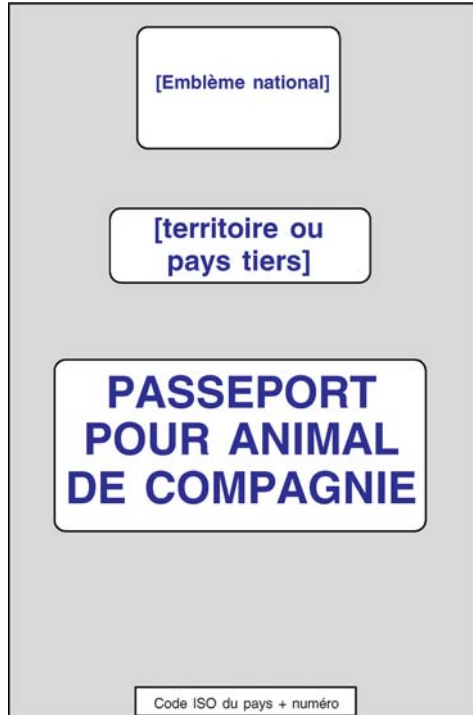 [Emblème national]
[territoire ou
pays tiers]
PASSEPORT
POUR ANIMAL
DE COMPAGNIE
Code ISO du pays + numéro